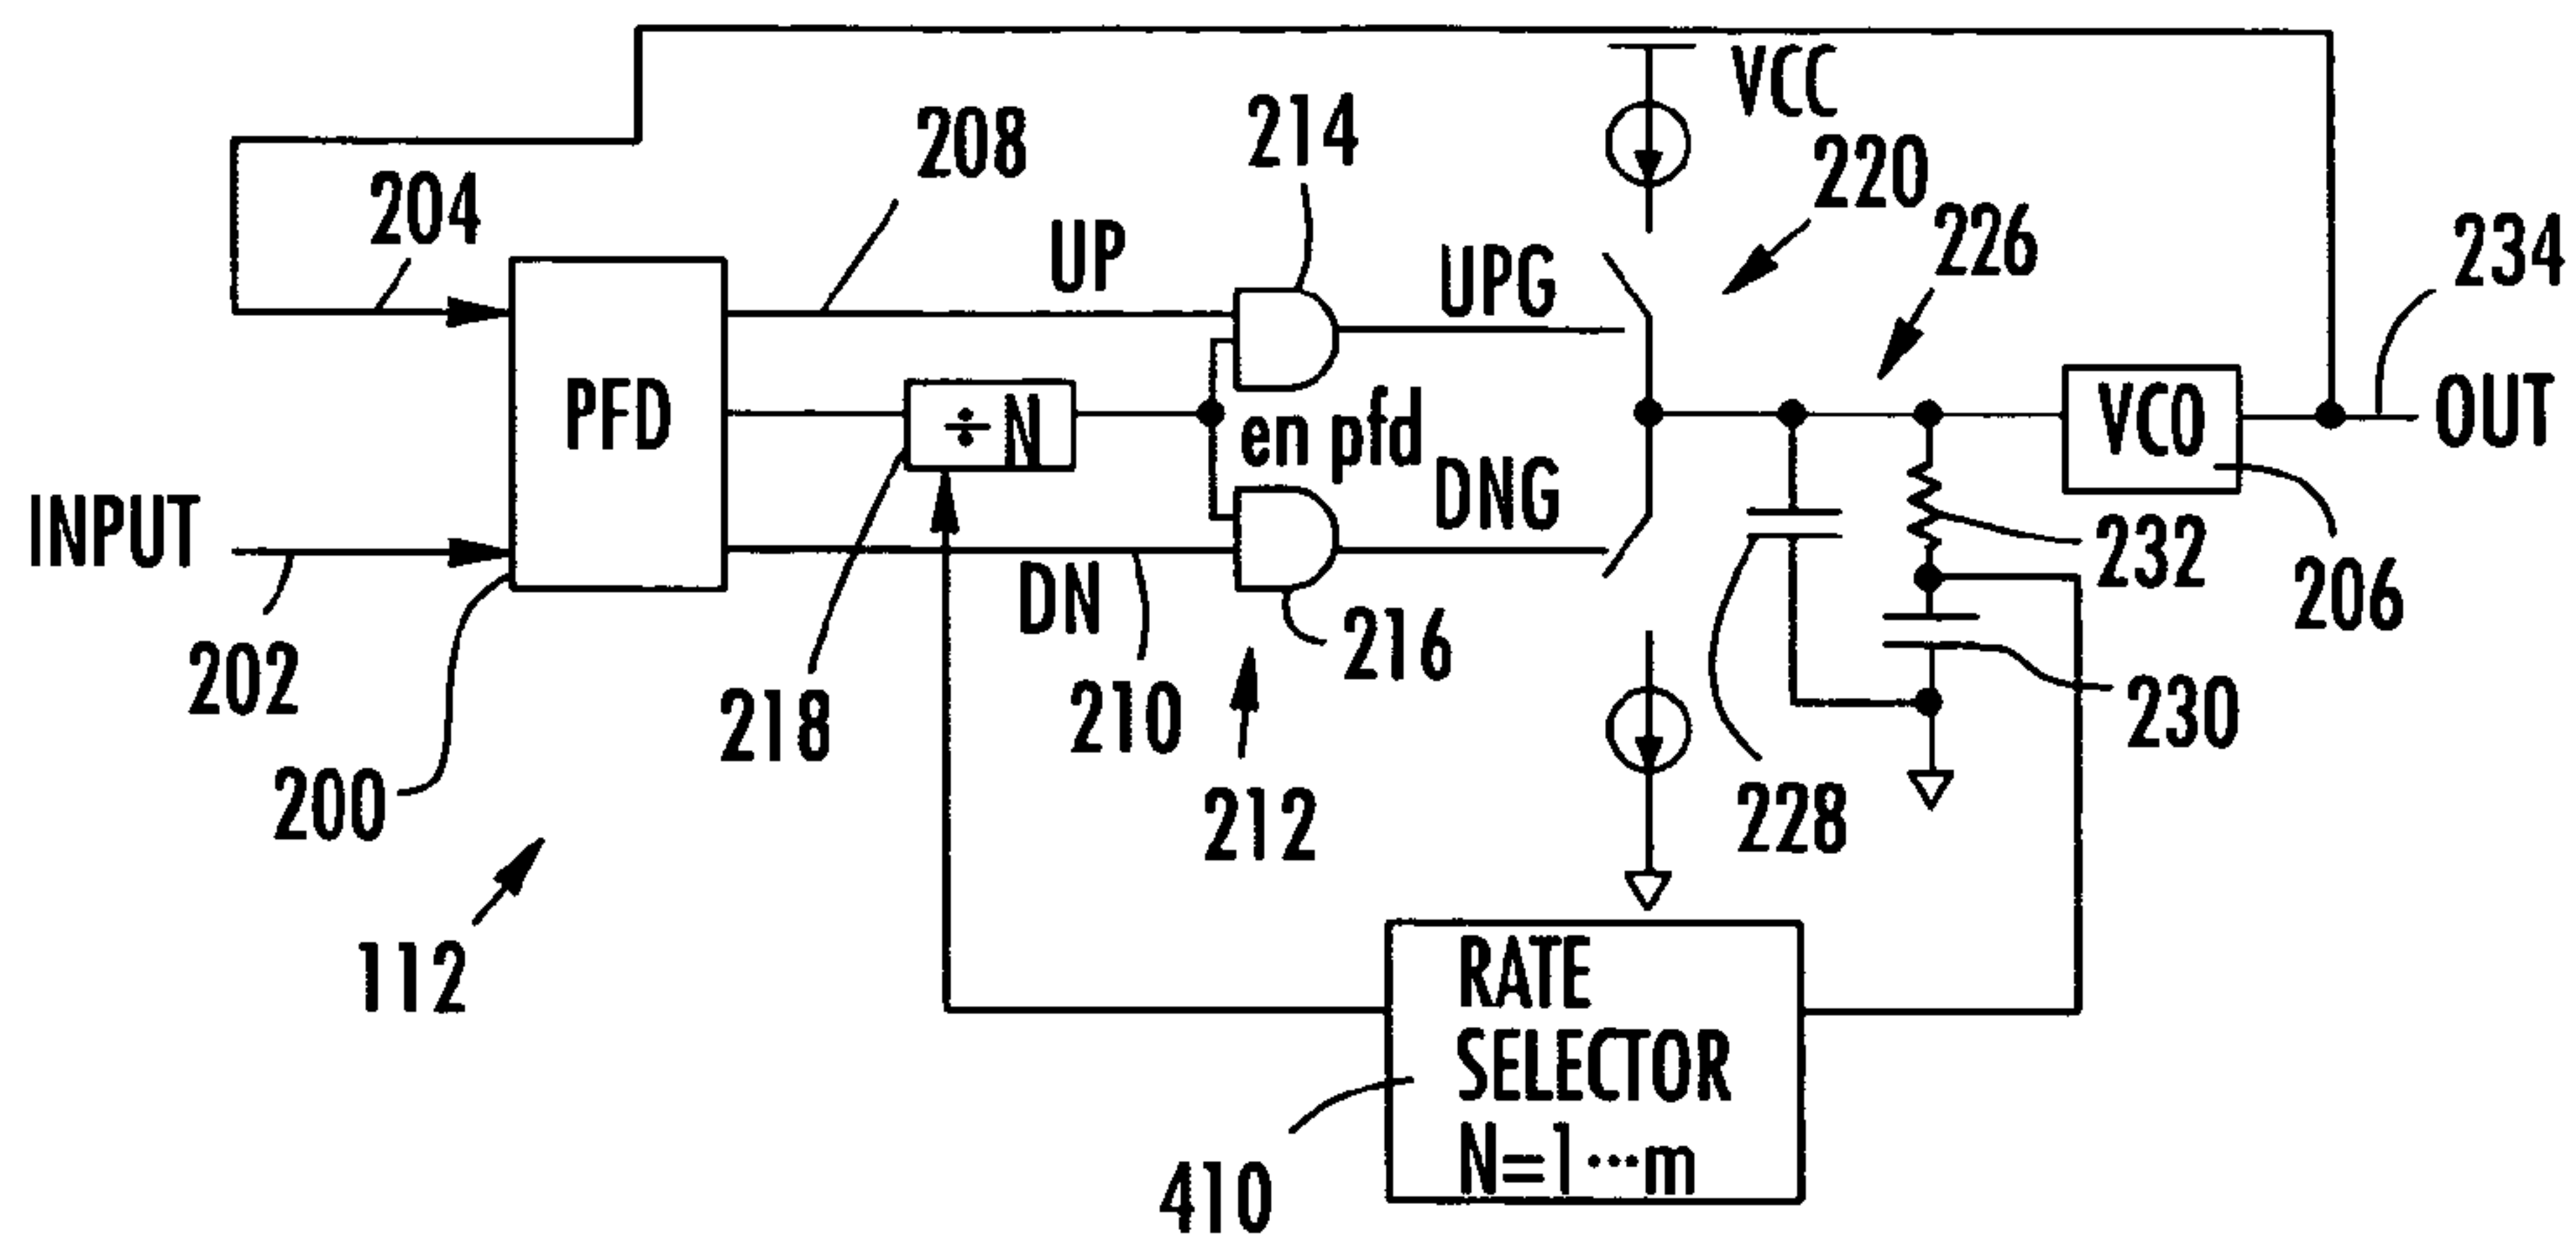 VCC
214
208
220
204
226
234
UP
UPG
PFD
÷ N
en pfd
VCO
OUT
DNG
INPUT
232
206
DN
216
202
218
210
230
200
212
228
112
RATE
SELECTOR
N=1···m
410